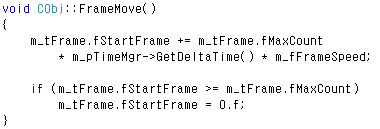 void CObj::FrameMove()
{
    m_tFrame.fStartFrame += m_tFrame.fMaxCount
        * m_pTimeMgr->GetDeltaTime() * m_fFrameSpeed;
    if (m_tFrame.fStartFrame >= m_tFrame.fMaxCount)
        m_tFrame.fStartFrame = 0.f;
}